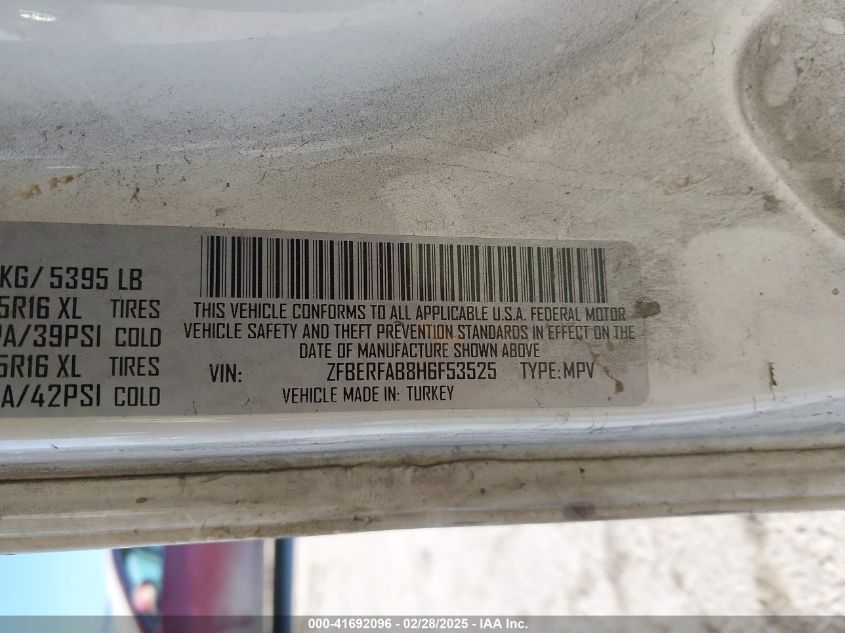 KG/ 5395 LB
5R16 XL TIRES
PA/39PSI COLD
5R16 XL TIRES
A/42PSI COLD
THIS VEHICLE CONFORMS TO ALL APPLICABLE U.S.A. FEDERAL MOTOR
VEHICLE SAFETY AND THEFT PREVENTION STANDARDS IN EFFECT ON THE
DATE OF MANUFACTURE SHOWN ABOVE
VIN: ZFBERFAB8H6F53525 TYPE: MPV
VEHICLE MADE IN: TURKEY
000-41692096 - 02/28/2025 - IAA Inc.